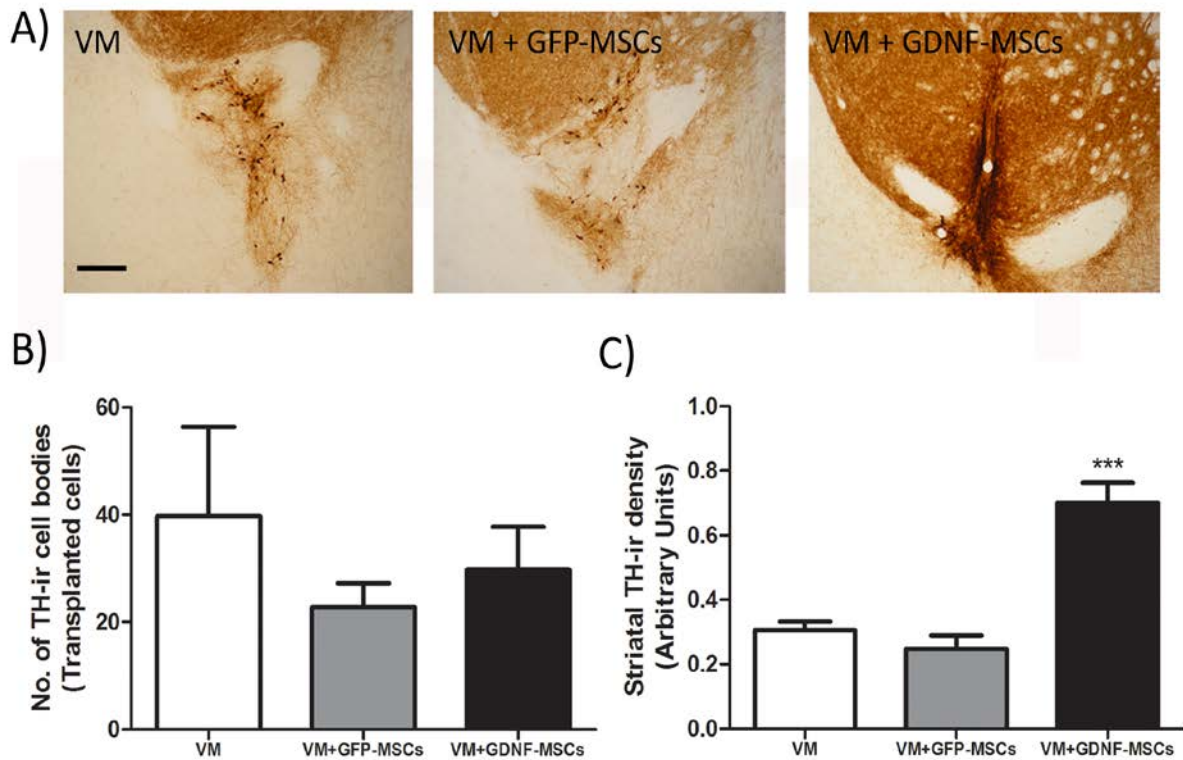 A)
VM
VM + GFP-MSCs
VM + GDNF-MSCs
B)
No. of TH-ir cell bodies
(Transplanted cells)
60
40
20
0
VM
VM+GFP-MSCs
VM+GDNF-MSCs
C)
Striatal TH-ir density
(Arbitrary Units)
1.0
0.8
0.6
0.4
0.2
0.0
***
VM
VM+GFP-MSCs
VM+GDNF-MSCs